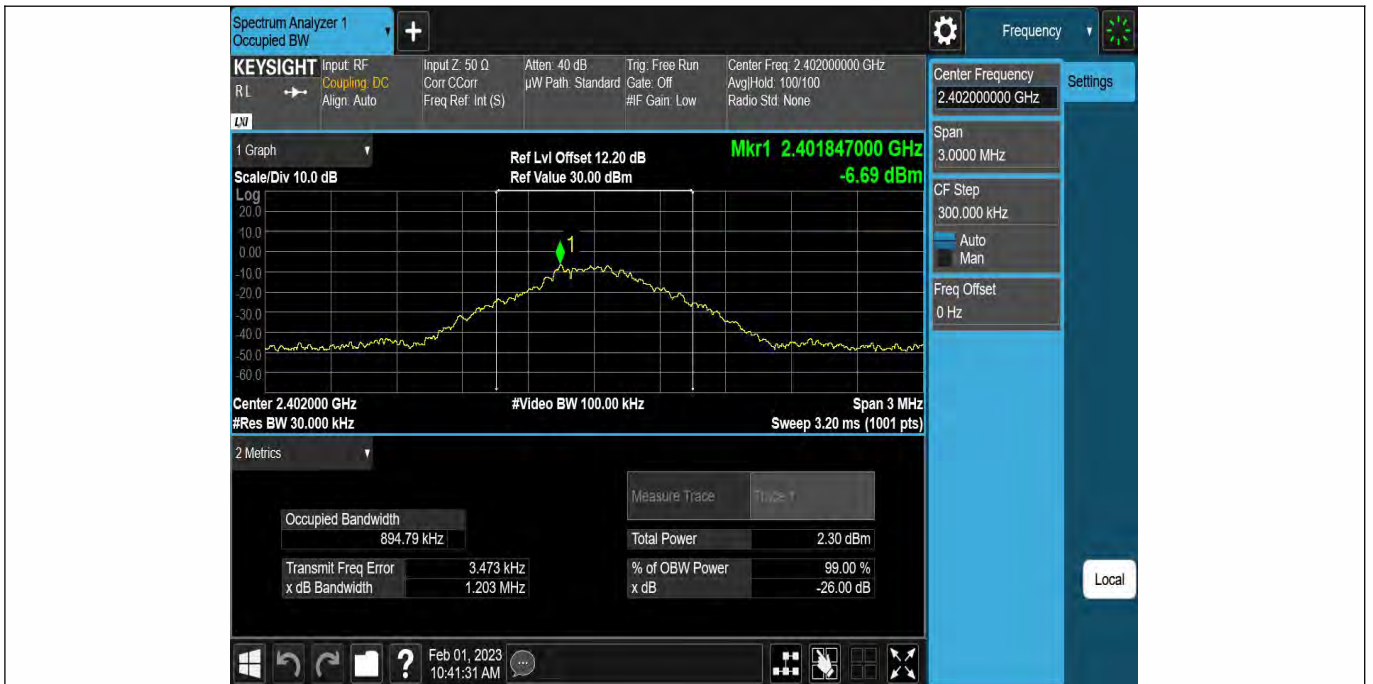 Spectrum Analyzer 1
Occupied BW
+
Frequency
KEYSIGHT
RL
LXI
Input: RF
Coupling: DC
Align: Auto
Input Z: 50 Ω
Corr CCorr
Freq Ref: Int (S)
Atten: 40 dB
µW Path: Standard
Trig: Free Run
Gate: Off
#IF Gain: Low
Center Freq: 2.402000000 GHz
Avg|Hold: 100/100
Radio Std: None
Center Frequency
2.402000000 GHz
Settings
Span
3.0000 MHz
CF Step
300.000 kHz
Auto
Man
Freq Offset
0 Hz
Local
1 Graph
Scale/Div 10.0 dB
Ref Lvl Offset 12.20 dB
Ref Value 30.00 dBm
Mkr1 2.401847000 GHz
-6.69 dBm
Log
20.0
10.0
0.00
-10.0
-20.0
-30.0
-40.0
-50.0
-60.0
1
Center 2.402000 GHz
#Video BW 100.00 kHz
Span 3 MHz
#Res BW 30.000 kHz
Sweep 3.20 ms (1001 pts)
2 Metrics
Measure Trace
Trace 1
Occupied Bandwidth
894.79 kHz
Total Power 2.30 dBm
Transmit Freq Error 3.473 kHz
% of OBW Power 99.00 %
x dB Bandwidth 1.203 MHz
x dB -26.00 dB
?
Feb 01, 2023
10:41:31 AM